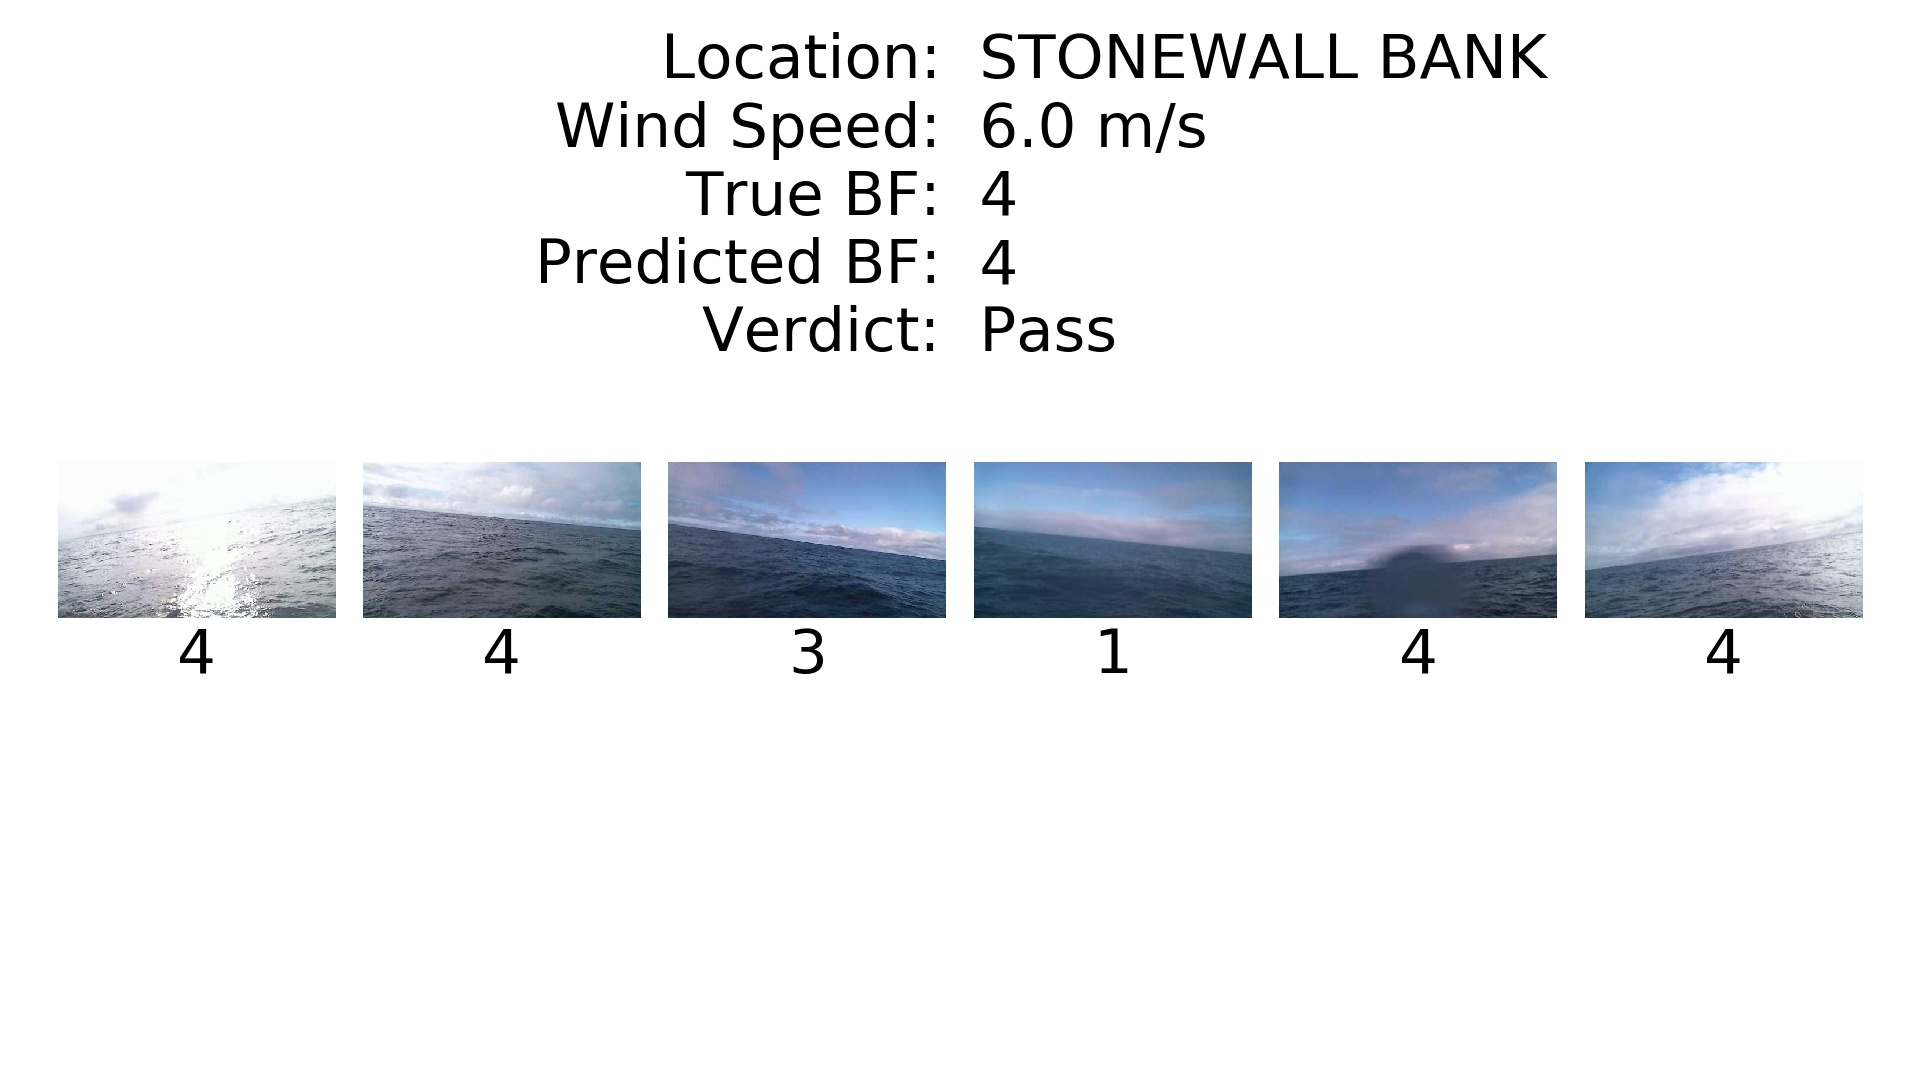 Location: STONEWALL BANK
Wind Speed: 6.0 m/s
True BF: 4
Predicted BF: 4
Verdict: Pass
4 4 3 1 4 4